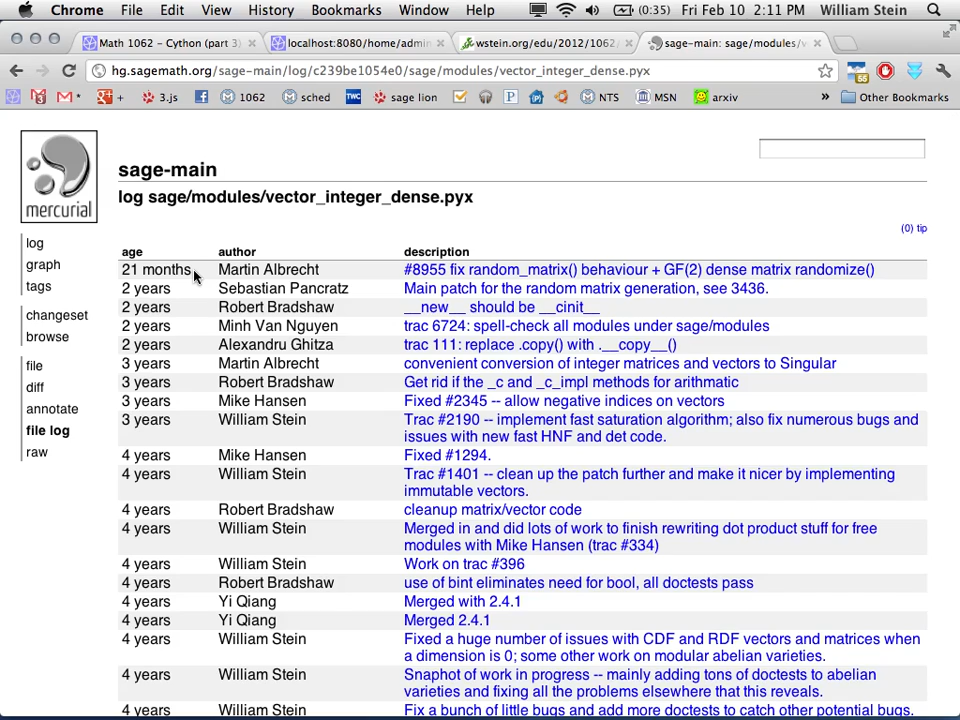 Chrome File Edit View History Bookmarks Window Help (0:35) Fri Feb 10 2:11 PM William Stein
Math 1062 - Cython (part 3) localhost:8080/home/admin wstein.org/edu/2012/1062/ sage-main: sage/modules/v
hg.sagemath.org/sage-main/log/c239be1054e0/sage/modules/vector_integer_dense.pyx
55
3.js 1062 sched TWC sage lion P NTS MSN arxiv » Other Bookmarks
mercurial
sage-main
log sage/modules/vector_integer_dense.pyx
(0) tip
log
graph
tags
changeset
browse
file
diff
annotate
file log
raw
age author description
21 months Martin Albrecht #8955 fix random_matrix() behaviour + GF(2) dense matrix randomize()
2 years Sebastian Pancratz Main patch for the random matrix generation, see 3436.
2 years Robert Bradshaw __new__ should be __cinit__
2 years Minh Van Nguyen trac 6724: spell-check all modules under sage/modules
2 years Alexandru Ghitza trac 111: replace .copy() with .__copy__()
3 years Martin Albrecht convenient conversion of integer matrices and vectors to Singular
3 years Robert Bradshaw Get rid if the _c and _c_impl methods for arithmatic
3 years Mike Hansen Fixed #2345 -- allow negative indices on vectors
3 years William Stein Trac #2190 -- implement fast saturation algorithm; also fix numerous bugs and
issues with new fast HNF and det code.
4 years Mike Hansen Fixed #1294.
4 years William Stein Trac #1401 -- clean up the patch further and make it nicer by implementing
immutable vectors.
4 years Robert Bradshaw cleanup matrix/vector code
4 years William Stein Merged in and did lots of work to finish rewriting dot product stuff for free
modules with Mike Hansen (trac #334)
4 years William Stein Work on trac #396
4 years Robert Bradshaw use of bint eliminates need for bool, all doctests pass
4 years Yi Qiang Merged with 2.4.1
4 years Yi Qiang Merged 2.4.1
4 years William Stein Fixed a huge number of issues with CDF and RDF vectors and matrices when
a dimension is 0; some other work on modular abelian varieties.
4 years William Stein Snaphot of work in progress -- mainly adding tons of doctests to abelian
varieties and fixing all the problems elsewhere that this reveals.
4 years William Stein Fix a bunch of little bugs and add more doctests to catch other potential bugs.